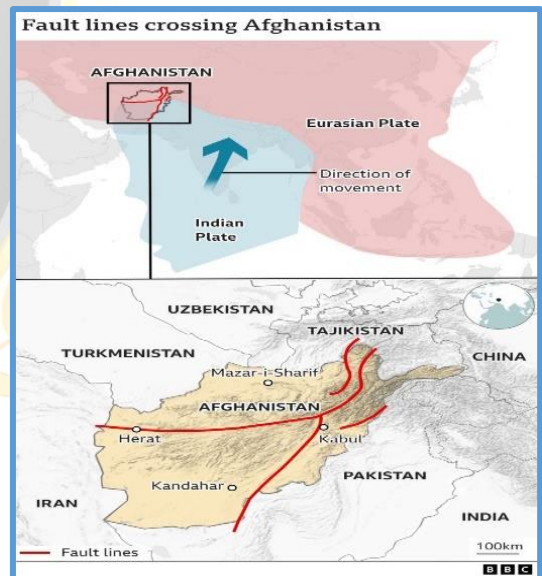 Fault lines crossing Afghanistan
AFGHANISTAN
Eurasian Plate
Direction of
movement
Indian
Plate
UZBEKISTAN
TAJIKISTAN
TURKMENISTAN
CHINA
Mazar-i-Sharif
AFGHANISTAN
Herat
Kabul
Kandahar
PAKISTAN
IRAN
INDIA
Fault lines
100km
BBC